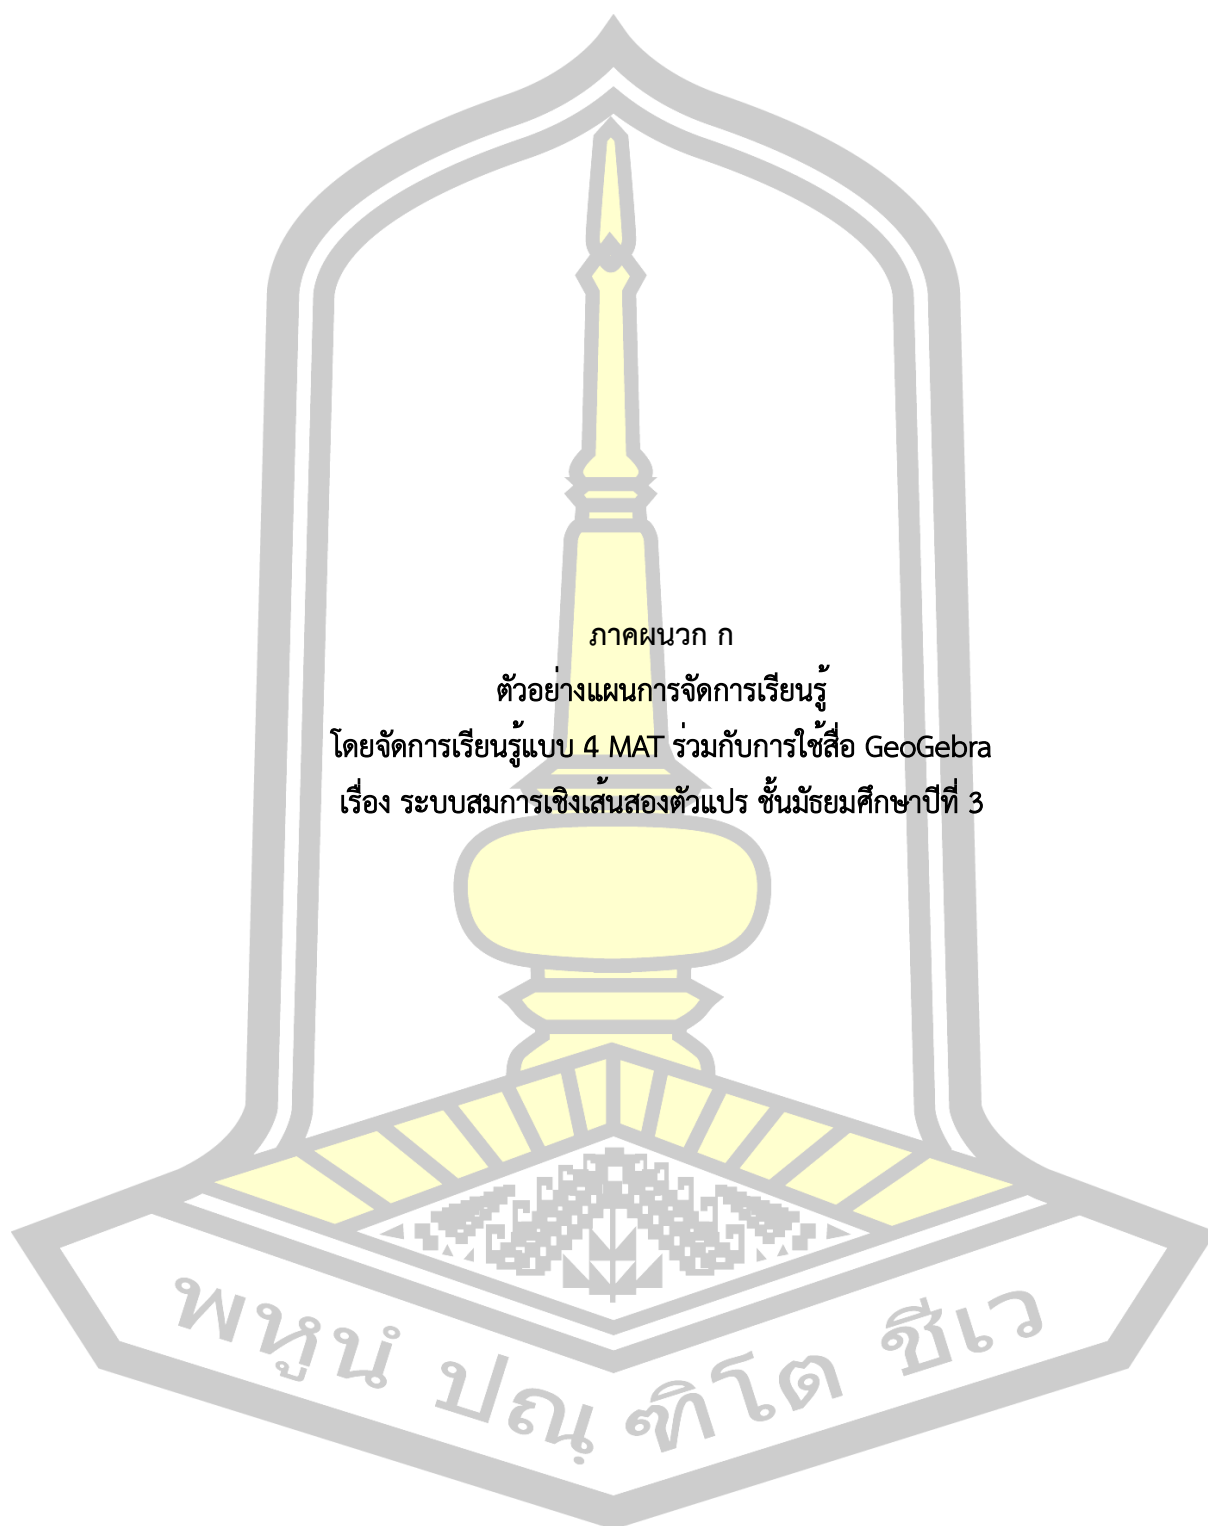 ภาคผนวก ก
ตัวอย่างแผนการจัดการเรียนรู้
โดยจัดการเรียนรู้แบบ 4 MAT ร่วมกับการใช้สื่อ GeoGebra
เรื่อง ระบบสมการเชิงเส้นสองตัวแปร ชั้นมัธยมศึกษาปีที่ 3
พหูนํ ปณฺฑิโต ชีเว